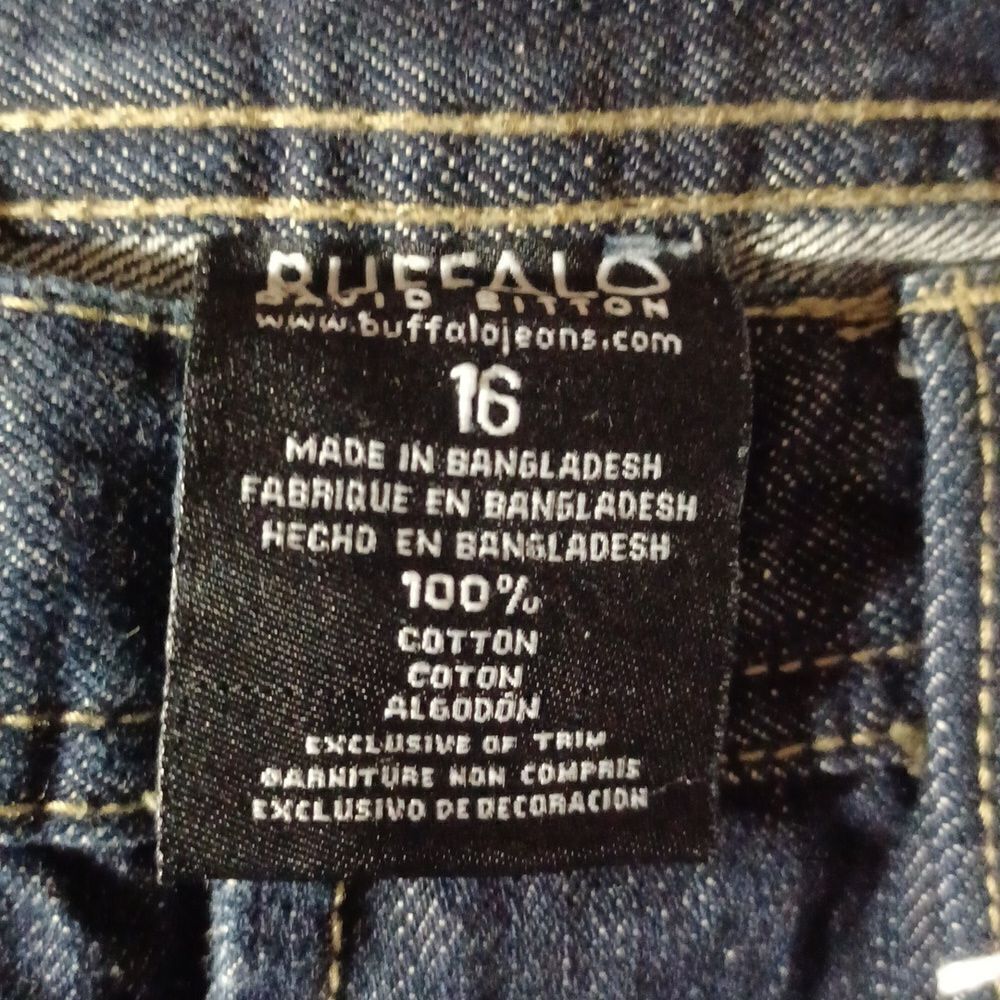 BUFFALO
DAVID BITTON
www.buffalojeans.com
16
MADE IN BANGLADESH
FABRIQUE EN BANGLADESH
HECHO EN BANGLADESH
100%
COTTON
COTON
ALGODÓN
EXCLUSIVE OF TRIM
GARNITURE NON COMPRIS
EXCLUSIVO DE DECORACION